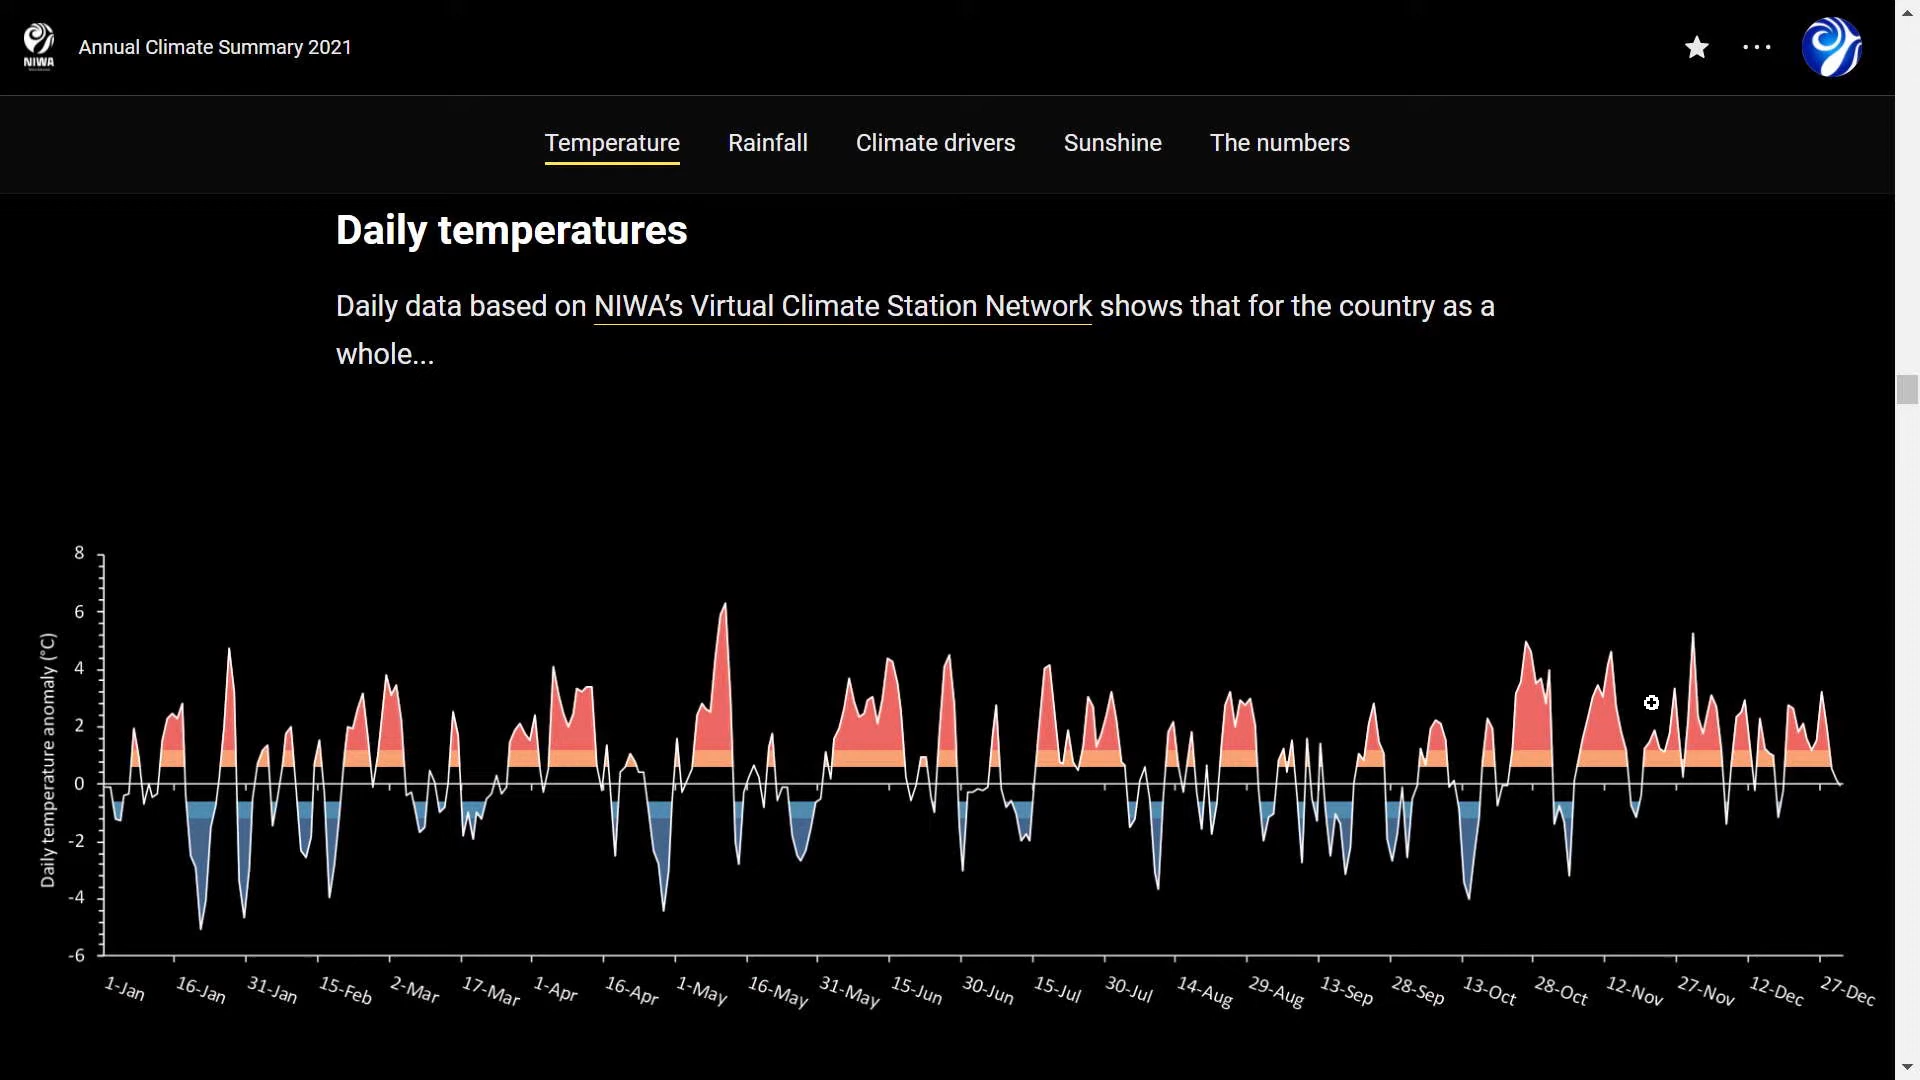 NIWA
Annual Climate Summary 2021
Temperature
Rainfall
Climate drivers
Sunshine
The numbers
Daily temperatures
Daily data based on NIWA’s Virtual Climate Station Network shows that for the country as a
whole...
Daily temperature anomaly (°C)
8
6
4
2
0
-2
-4
-6
1-Jan
16-Jan
31-Jan
15-Feb
2-Mar
17-Mar
1-Apr
16-Apr
1-May
16-May
31-May
15-Jun
30-Jun
15-Jul
30-Jul
14-Aug
29-Aug
13-Sep
28-Sep
13-Oct
28-Oct
12-Nov
27-Nov
12-Dec
27-Dec